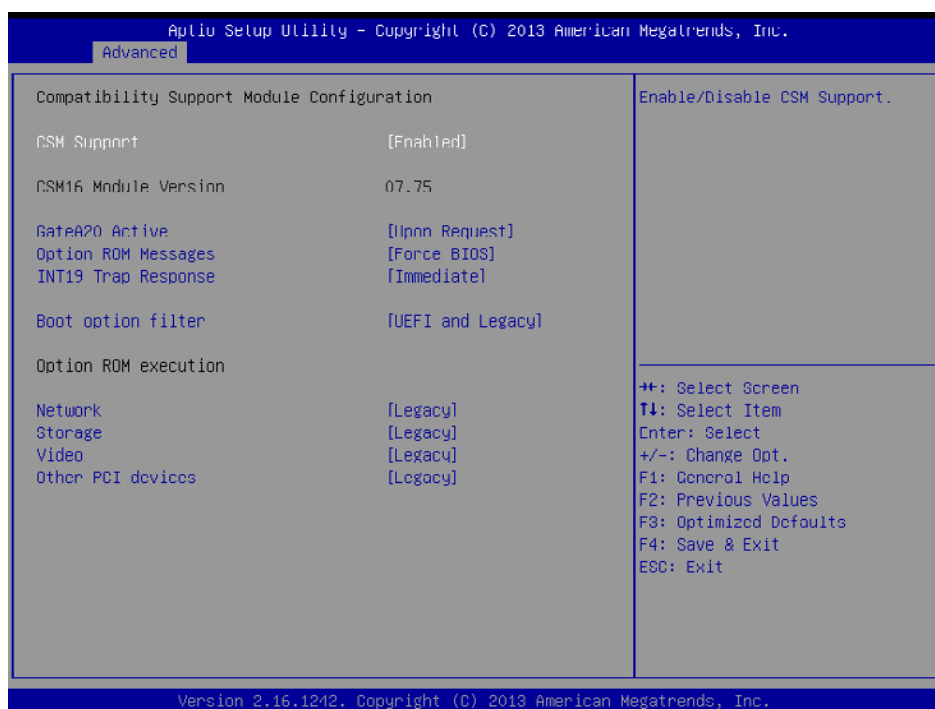 Aptio Setup Utility – Copyright (C) 2013 American Megatrends, Inc.
Advanced
Compatibility Support Module Configuration
Enable/Disable CSM Support.
CSM Support [Enabled]
CSM16 Module Version 07.75
GateA20 Active [Upon Request]
Option ROM Messages [Force BIOS]
INT19 Trap Response [Immediate]
Boot option filter [UEFI and Legacy]
Option ROM execution
Network [Legacy]
Storage [Legacy]
Video [Legacy]
Other PCI devices [Legacy]
→←: Select Screen
↑↓: Select Item
Enter: Select
+/-: Change Opt.
F1: General Help
F2: Previous Values
F3: Optimized Defaults
F4: Save & Exit
ESC: Exit
Version 2.16.1242. Copyright (C) 2013 American Megatrends, Inc.